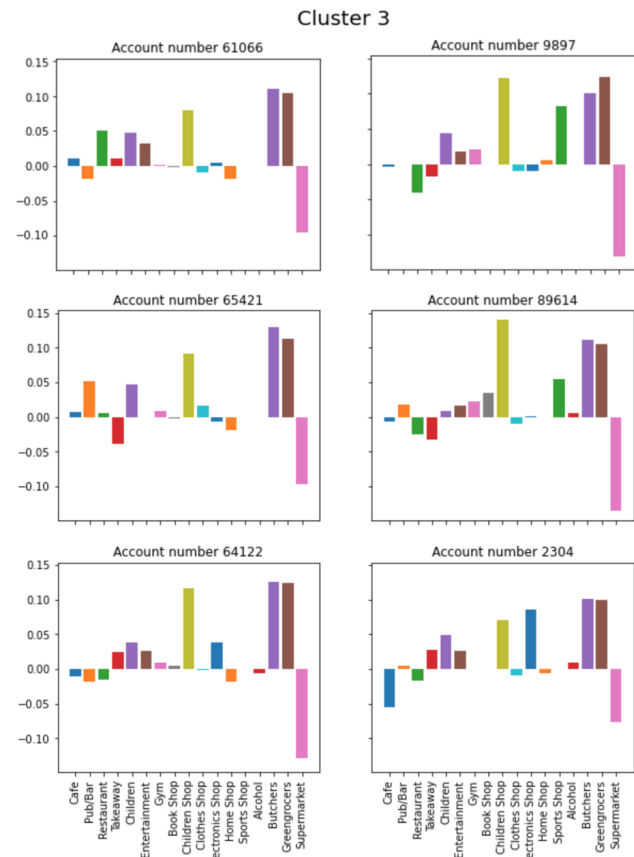 Cluster 3
Account number 61066
Account number 9897
0.15
0.10
0.05
0.00
−0.05
−0.10
Account number 65421
Account number 89614
0.15
0.10
0.05
0.00
−0.05
−0.10
Account number 64122
Account number 2304
0.15
0.10
0.05
0.00
−0.05
−0.10
Cafe
Pub/Bar
Restaurant
Takeaway
Children
Entertainment
Gym
Book Shop
Children Shop
Clothes Shop
ectronics Shop
Home Shop
Sports Shop
Alcohol
Butchers
Greengrocers
Supermarket
Cafe
Pub/Bar
Restaurant
Takeaway
Children
Entertainment
Gym
Book Shop
Children Shop
Clothes Shop
ectronics Shop
Home Shop
Sports Shop
Alcohol
Butchers
Greengrocers
Supermarket